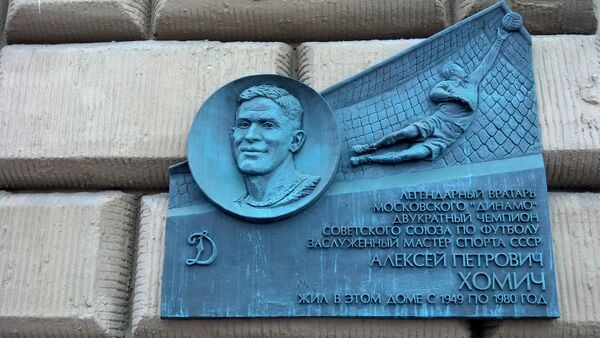 ЛЕГЕНДАРНЫЙ ВРАТАРЬ
МОСКОВСКОГО "ДИНАМО"
ДВУКРАТНЫЙ ЧЕМПИОН
СОВЕТСКОГО СОЮЗА ПО ФУТБОЛУ
ЗАСЛУЖЕННЫЙ МАСТЕР СПОРТА СССР
АЛЕКСЕЙ ПЕТРОВИЧ
ХОМИЧ
ЖИЛ В ЭТОМ ДОМЕ С 1949 ПО 1980 ГОД
Д